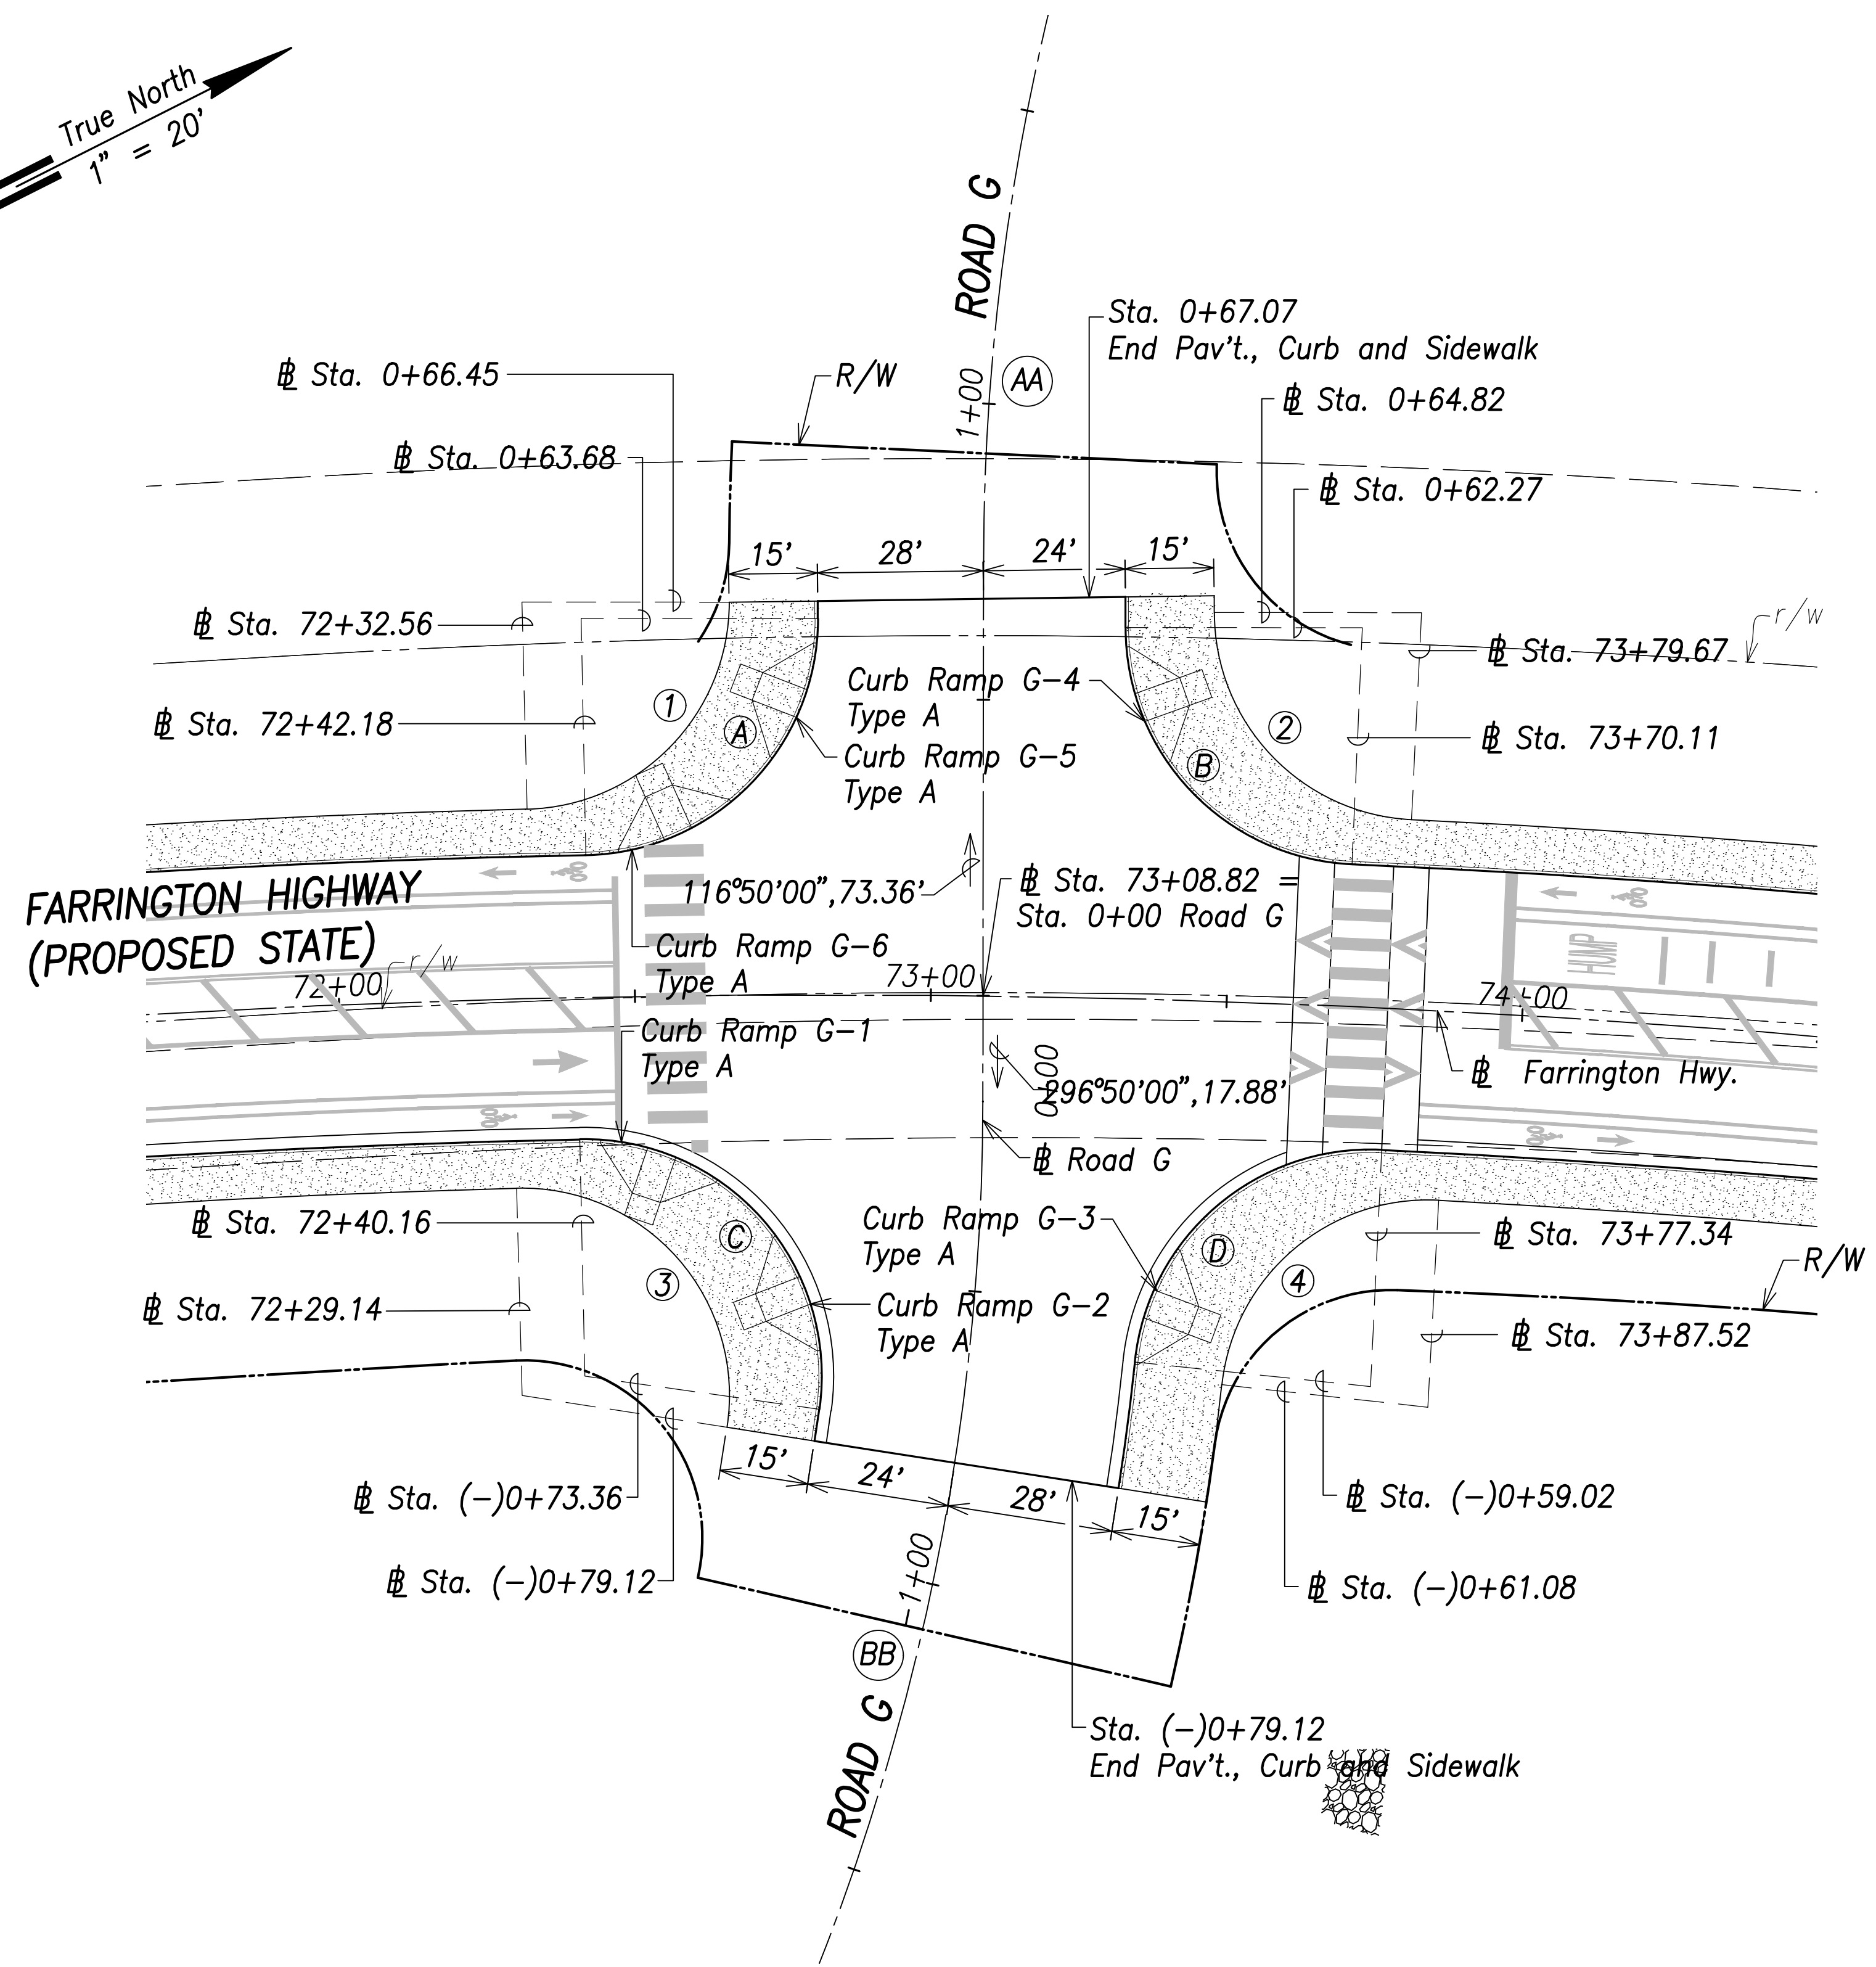 True North
1" = 20'
ROAD G
Sta. 0+67.07
End Pav't., Curb and Sidewalk
℄ Sta. 0+66.45
R/W
1+00
AA
℄ Sta. 0+64.82
℄ Sta. 0+63.68
℄ Sta. 0+62.27
15'
28'
24'
15'
℄ Sta. 72+32.56
r/w
℄ Sta. 73+79.67
1
A
Curb Ramp G-4
Type A
2
℄ Sta. 72+42.18
B
℄ Sta. 73+70.11
Curb Ramp G-5
Type A
FARRINGTON HIGHWAY
(PROPOSED STATE)
116°50'00",73.36'
℄ Sta. 73+08.82 =
Sta. 0+00 Road G
Curb Ramp G-6
Type A
HUMP
r/w
72+00
73+00
74+00
Curb Ramp G-1
Type A
0+00
296°50'00",17.88'
℄ Farrington Hwy.
℄ Road G
℄ Sta. 72+40.16
C
Curb Ramp G-3
Type A
D
℄ Sta. 73+77.34
R/W
3
4
℄ Sta. 72+29.14
Curb Ramp G-2
Type A
℄ Sta. 73+87.52
15'
24'
28'
15'
℄ Sta. (-)0+73.36
℄ Sta. (-)0+59.02
℄ Sta. (-)0+79.12
1+00
℄ Sta. (-)0+61.08
BB
ROAD G
Sta. (-)0+79.12
End Pav't., Curb and Sidewalk